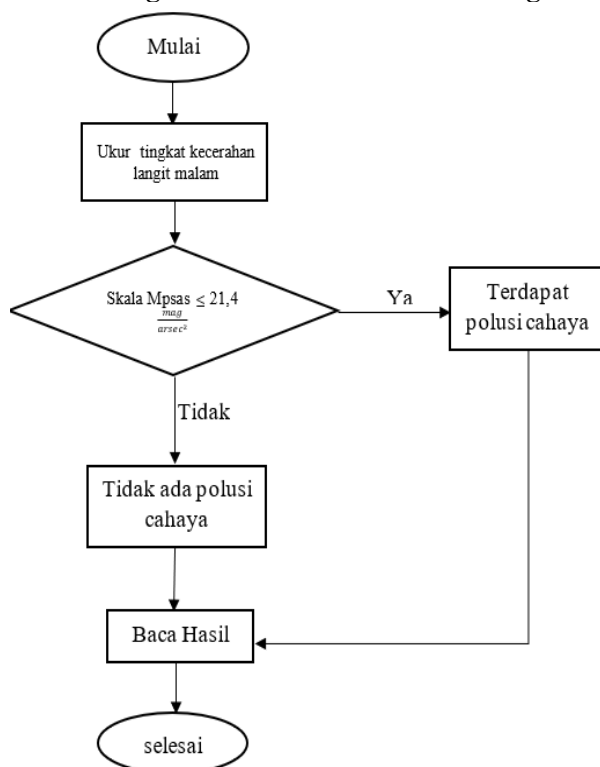 Mulai
Ukur tingkat kecerahan
langit malam
Skala Mpsas ≤ 21,4
mag
arsec²
Ya
Terdapat
polusi cahaya
Tidak
Tidak ada polusi
cahaya
Baca Hasil
selesai